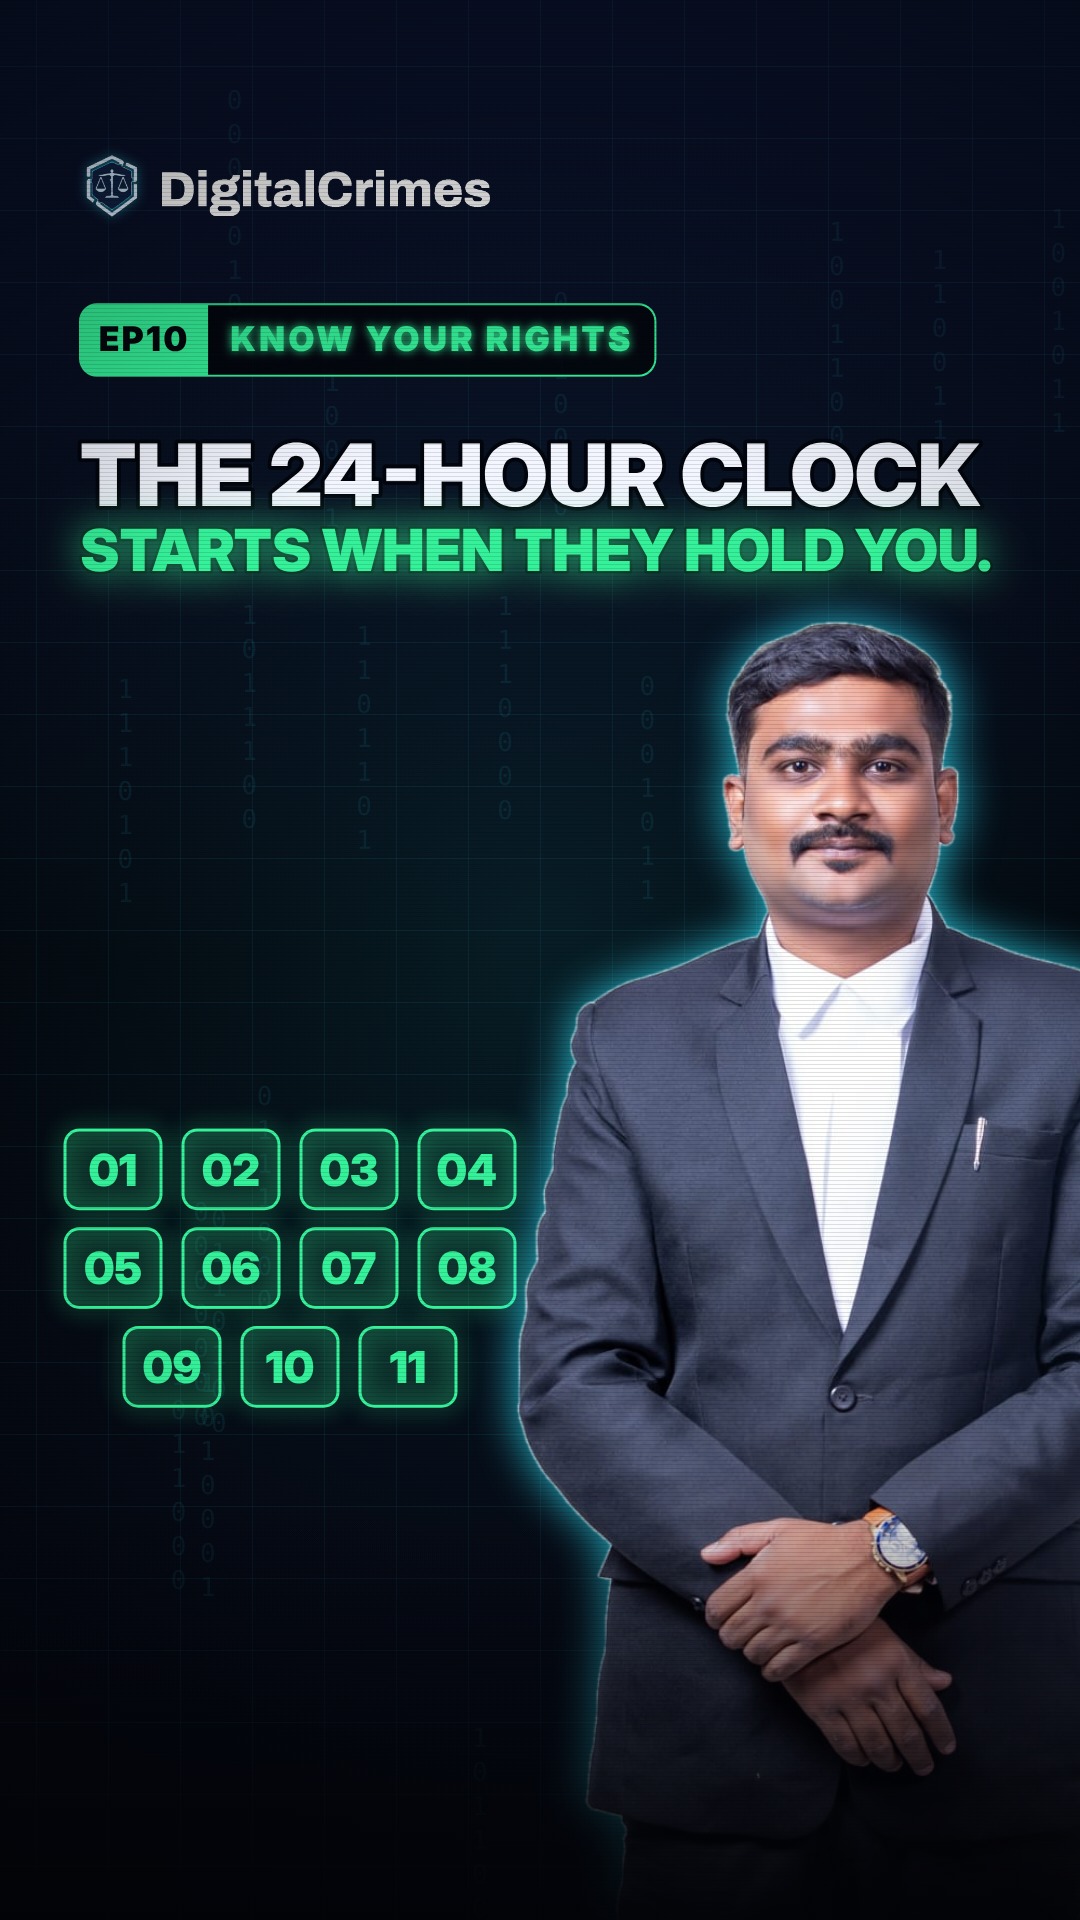 DigitalCrimes
EP10 KNOW YOUR RIGHTS
THE 24-HOUR CLOCK
STARTS WHEN THEY HOLD YOU.
01 02 03 04
05 06 07 08
09 10 11